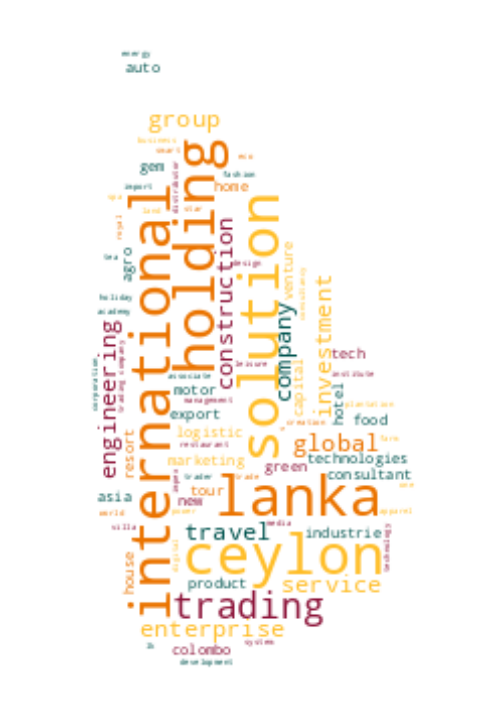 energy
auto
group
business
smart
eco
gem
distributor
fashion
import
home
spa
land
star
royal
international
holding
solution
construction
design
venture
consultancy
tea
agro
holiday
academy
company
investment
engineering
trading company
corporation
tech
leisure
institute
associate
capital
motor
management
hotel
plantation
export
creation
food
logistic
restaurant
global
farm
resort
marketing
green
technologies
impex
trader
trade
consultant
tour
new
lanka
one
asia
world
power
apparel
villa
travel
media
industrie
technology
digital
ceylon
house
product
service
trading
enterprise
lk
colombo
system
development